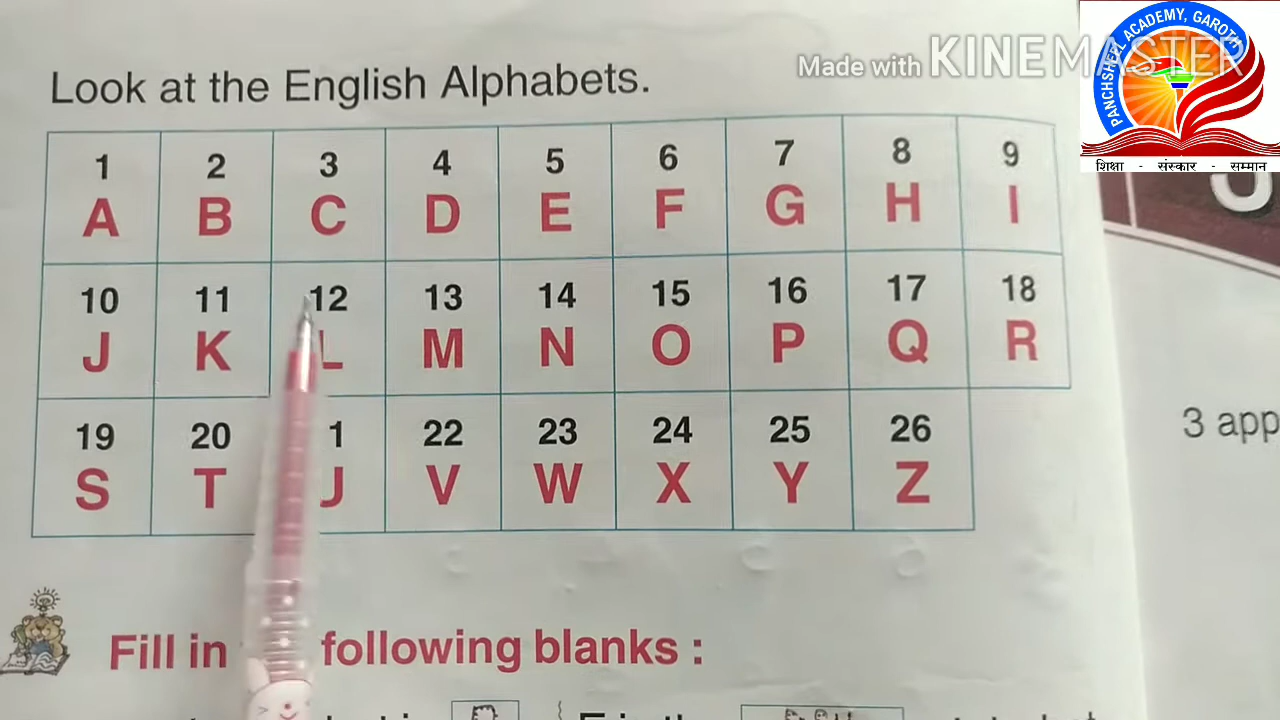 Made with KINEMASTER
PANCHSHEEL ACADEMY, GAROTH
शिक्षा - संस्कार - सम्मान
Look at the English Alphabets.
1 2 3 4 5 6 7 8 9
A B C D E F G H I
10 11 12 13 14 15 16 17 18
J K L M N O P Q R
19 20 1 22 23 24 25 26
S T J V W X Y Z
3 app
Fill in following blanks :